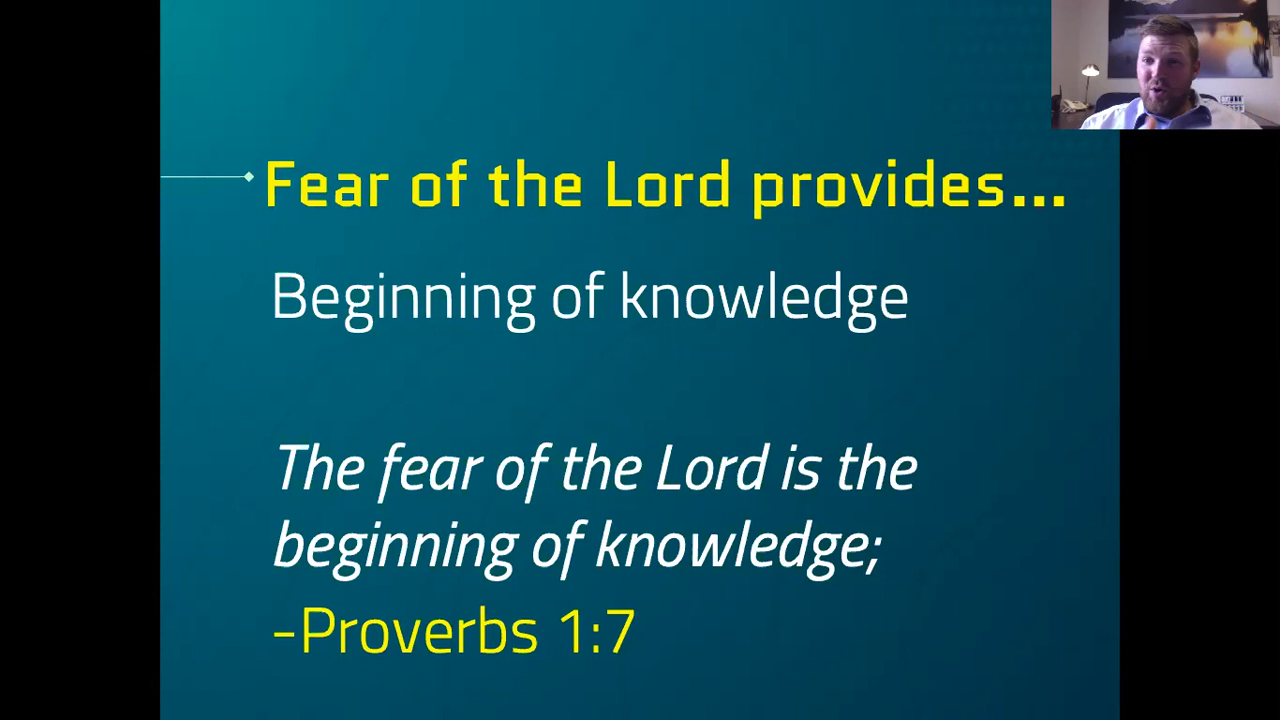 Fear of the Lord provides...
Beginning of knowledge
The fear of the Lord is the
beginning of knowledge;
-Proverbs 1:7